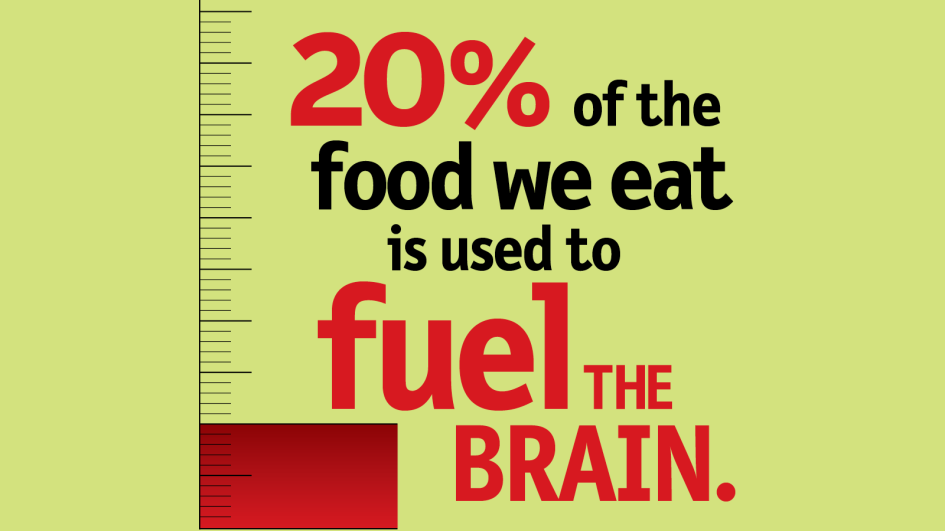 20% of the
food we eat
is used to
fuel THE
BRAIN.